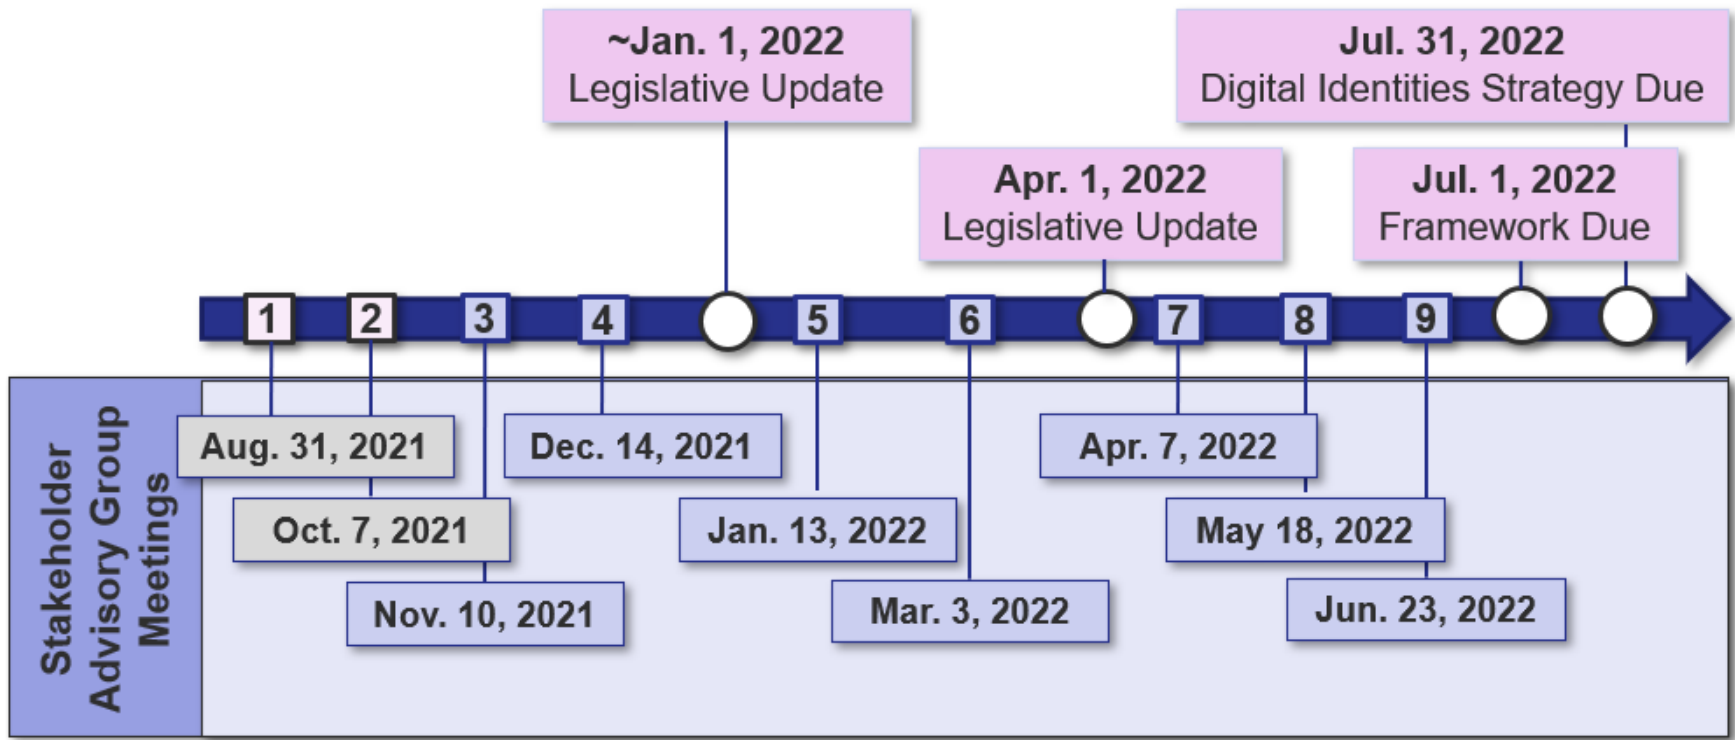 ~Jan. 1, 2022
Legislative Update
Jul. 31, 2022
Digital Identities Strategy Due
Apr. 1, 2022
Legislative Update
Jul. 1, 2022
Framework Due
1
2
3
4
5
6
7
8
9
Stakeholder
Advisory Group
Meetings
Aug. 31, 2021
Oct. 7, 2021
Nov. 10, 2021
Dec. 14, 2021
Jan. 13, 2022
Mar. 3, 2022
Apr. 7, 2022
May 18, 2022
Jun. 23, 2022